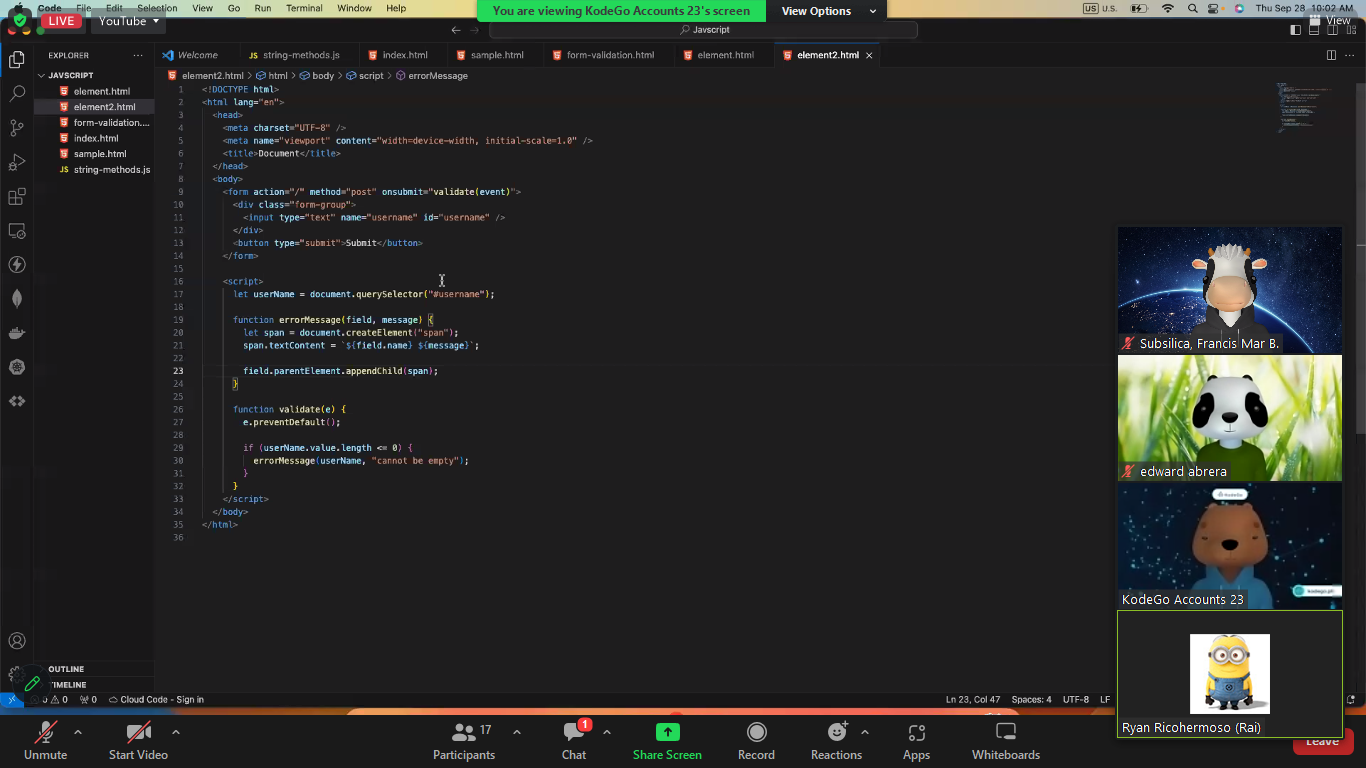 Code File Edit Selection View Go Run Terminal Window Help
You are viewing KodeGo Accounts 23's screen
View Options
US U.S.
Thu Sep 28 10:02 AM
LIVE
YouTube
View
Javscript
EXPLORER
Welcome
string-methods.js
index.html
sample.html
form-validation.html
element.html
element2.html
JAVSCRIPT
element.html
element2.html
form-validation....
index.html
sample.html
string-methods.js
element2.html > html > body > script > errorMessage
1 <!DOCTYPE html>
2 <html lang="en">
3 <head>
4 <meta charset="UTF-8" />
5 <meta name="viewport" content="width=device-width, initial-scale=1.0" />
6 <title>Document</title>
7 </head>
8 <body>
9 <form action="/" method="post" onsubmit="validate(event)">
10 <div class="form-group">
11 <input type="text" name="username" id="username" />
12 </div>
13 <button type="submit">Submit</button>
14 </form>
15
16 <script>
17 let userName = document.querySelector("#username");
18
19 function errorMessage(field, message) {
20 let span = document.createElement("span");
21 span.textContent = `${field.name} ${message}`;
22
23 field.parentElement.appendChild(span);
24 }
25
26 function validate(e) {
27 e.preventDefault();
28
29 if (userName.value.length <= 0) {
30 errorMessage(userName, "cannot be empty");
31 }
32 }
33 </script>
34 </body>
35 </html>
36
Subsilica, Francis Mar B.
edward abrera
KodeGo
kodego.ph
KodeGo Accounts 23
Ryan Ricohermoso (Rai)
OUTLINE
TIMELINE
0 0 0 Cloud Code - Sign in
Ln 23, Col 47 Spaces: 4 UTF-8 LF
Unmute
Start Video
Participants
17
Chat
1
Share Screen
Record
Reactions
Apps
Whiteboards
Leave